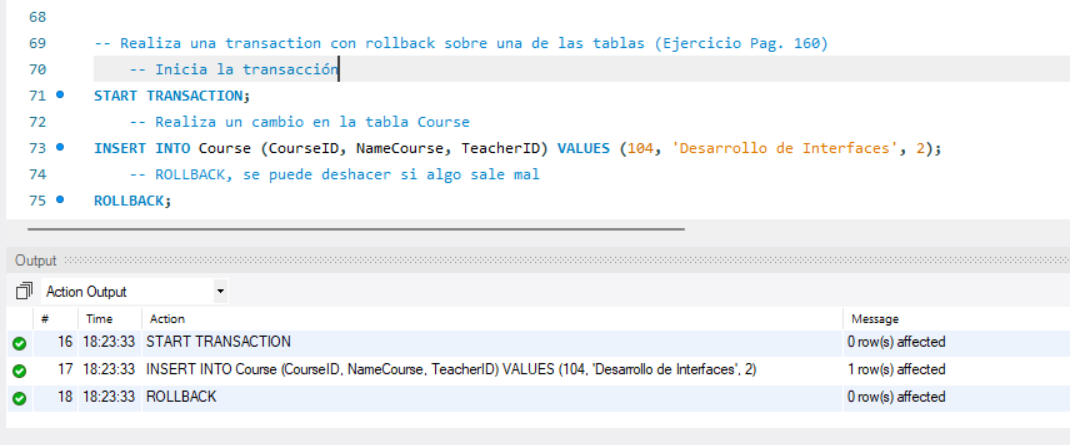 68
69 -- Realiza una transaction con rollback sobre una de las tablas (Ejercicio Pag. 160)
70 -- Inicia la transacción
71 START TRANSACTION;
72 -- Realiza un cambio en la tabla Course
73 INSERT INTO Course (CourseID, NameCourse, TeacherID) VALUES (104, 'Desarrollo de Interfaces', 2);
74 -- ROLLBACK, se puede deshacer si algo sale mal
75 ROLLBACK;
Output
Action Output
# Time Action Message
16 18:23:33 START TRANSACTION 0 row(s) affected
17 18:23:33 INSERT INTO Course (CourseID, NameCourse, TeacherID) VALUES (104, 'Desarrollo de Interfaces', 2) 1 row(s) affected
18 18:23:33 ROLLBACK 0 row(s) affected